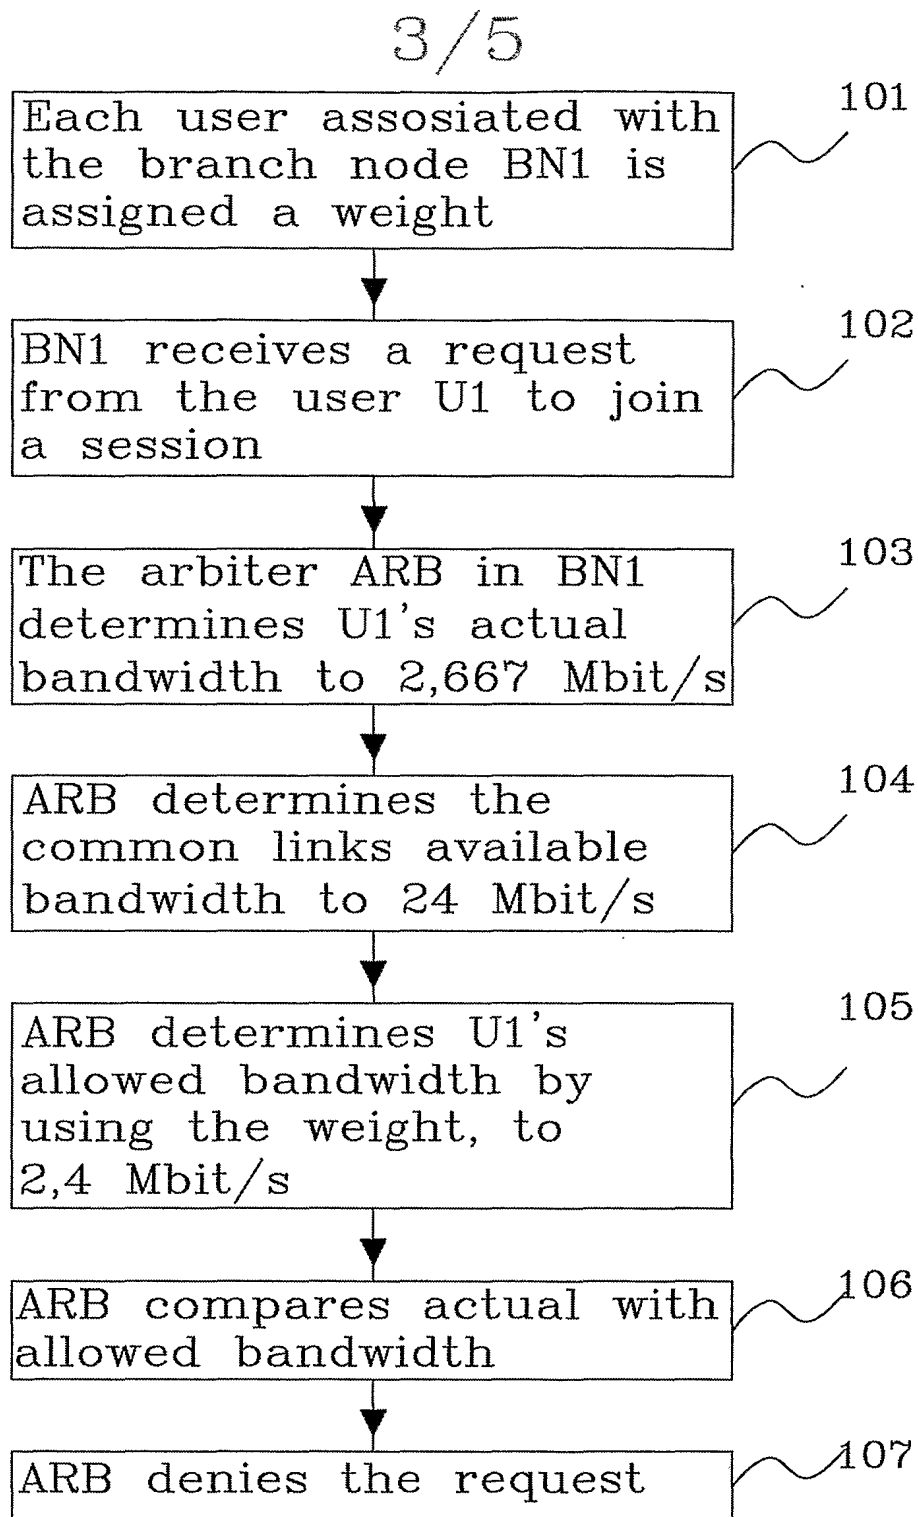 3/5
Each user assosiated with
the branch node BN1 is
assigned a weight
101
BN1 receives a request
from the user U1 to join
a session
102
The arbiter ARB in BN1
determines U1's actual
bandwidth to 2,667 Mbit/s
103
ARB determines the
common links available
bandwidth to 24 Mbit/s
104
ARB determines U1's
allowed bandwidth by
using the weight, to
2,4 Mbit/s
105
ARB compares actual with
allowed bandwidth
106
ARB denies the request
107